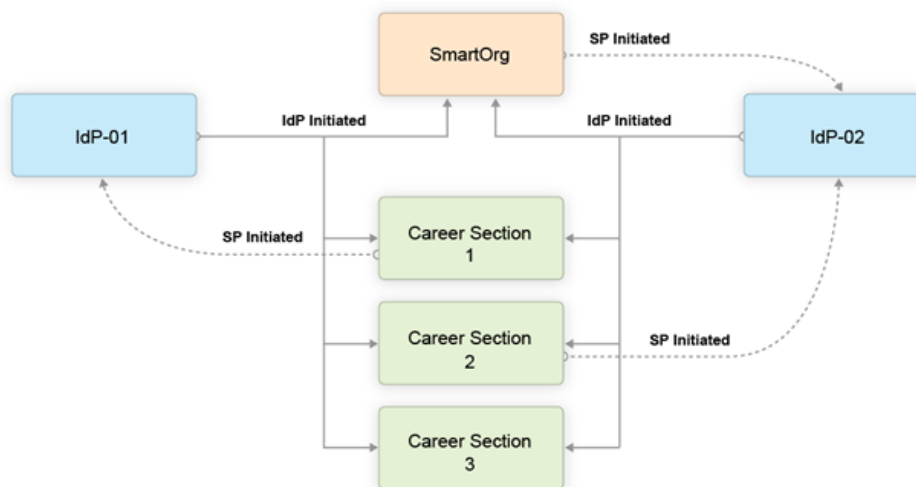 SmartOrg
SP Initiated
IdP-01
IdP Initiated
IdP Initiated
IdP-02
SP Initiated
Career Section
1
Career Section
2
SP Initiated
Career Section
3